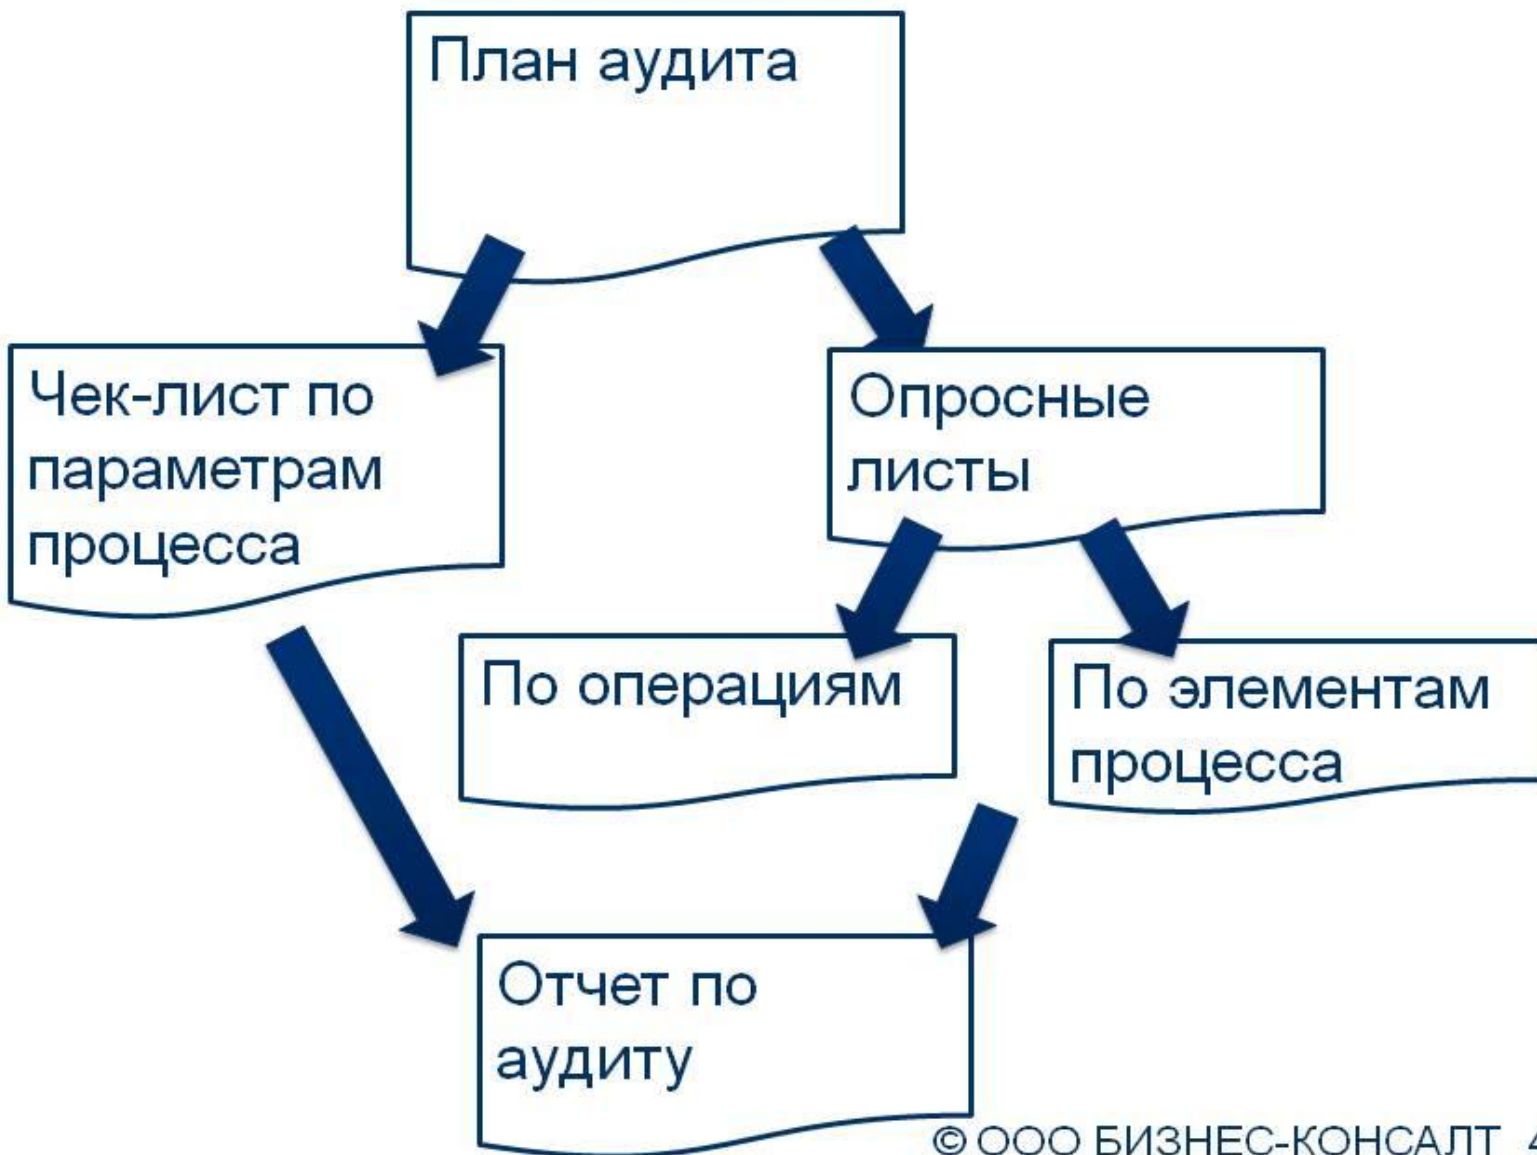 План аудита
Чек-лист по
параметрам
процесса
Опросные
листы
По операциям
По элементам
процесса
Отчет по
аудиту
© ООО БИЗНЕС-КОНСАЛТ 4